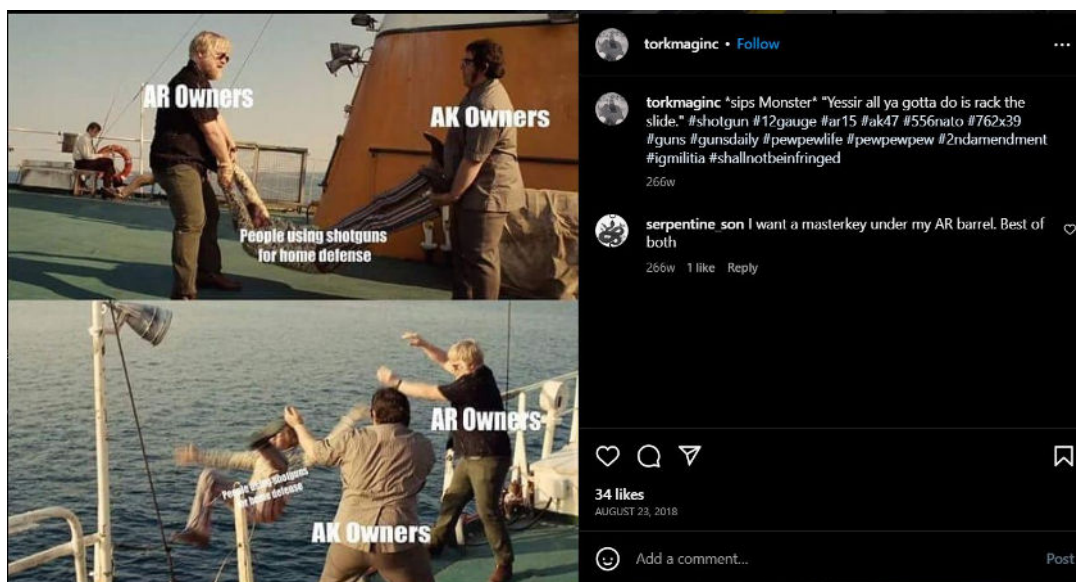 AR Owners
AK Owners
People using shotguns
for home defense
AR Owners
People using shotguns
for home defense
AK Owners
torkmaginc • Follow
torkmaginc *sips Monster* "Yessir all ya gotta do is rack the
slide." #shotgun #12gauge #ar15 #ak47 #556nato #762x39
#guns #gunsdaily #pewpewlife #pewpewpew #2ndamendment
#igmilitia #shallnotbeinfringed
266w
serpentine_son I want a masterkey under my AR barrel. Best of
both
266w 1 like Reply
34 likes
AUGUST 23, 2018
Add a comment...
Post